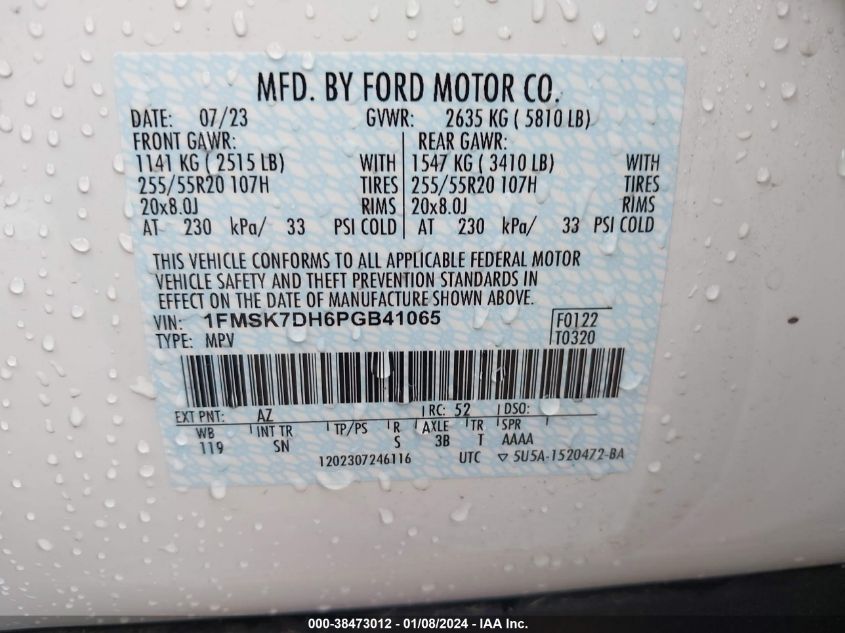 MFD. BY FORD MOTOR CO.
DATE: 07/23 GVWR: 2635 KG ( 5810 LB)
FRONT GAWR: REAR GAWR:
1141 KG ( 2515 LB) WITH 1547 KG ( 3410 LB) WITH
255/55R20 107H TIRES 255/55R20 107H TIRES
20x8.0J RIMS 20x8.0J RIMS
AT 230 kPa/ 33 PSI COLD AT 230 kPa/ 33 PSI COLD
THIS VEHICLE CONFORMS TO ALL APPLICABLE FEDERAL MOTOR
VEHICLE SAFETY AND THEFT PREVENTION STANDARDS IN
EFFECT ON THE DATE OF MANUFACTURE SHOWN ABOVE.
VIN: 1FMSK7DH6PGB41065 F0122
TYPE: MPV T0320
EXT PNT: AZ RC: 52 DSO:
WB INT TR TP/PS R AXLE TR SPR
119 SN S 3B T AAAA
1202307246116 UTC ▽ 5U5A-1520472-BA
000-38473012 - 01/08/2024 - IAA Inc.